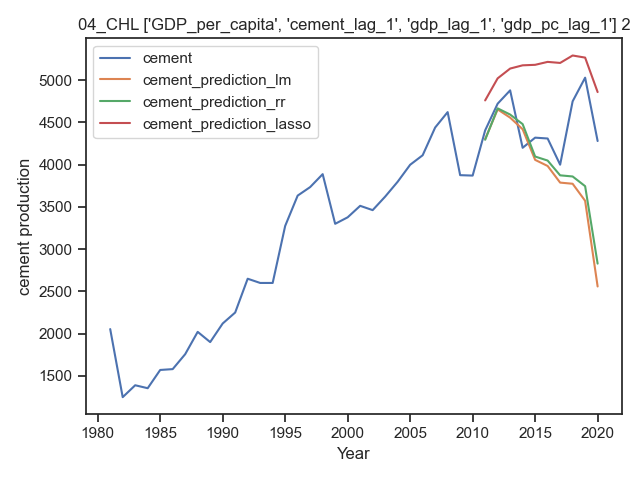 04_CHL ['GDP_per_capita', 'cement_lag_1', 'gdp_lag_1', 'gdp_pc_lag_1'] 2
cement
cement_prediction_lm
cement_prediction_rr
cement_prediction_lasso
5000
4500
4000
3500
3000
2500
2000
1500
cement production
1980 1985 1990 1995 2000 2005 2010 2015 2020
Year